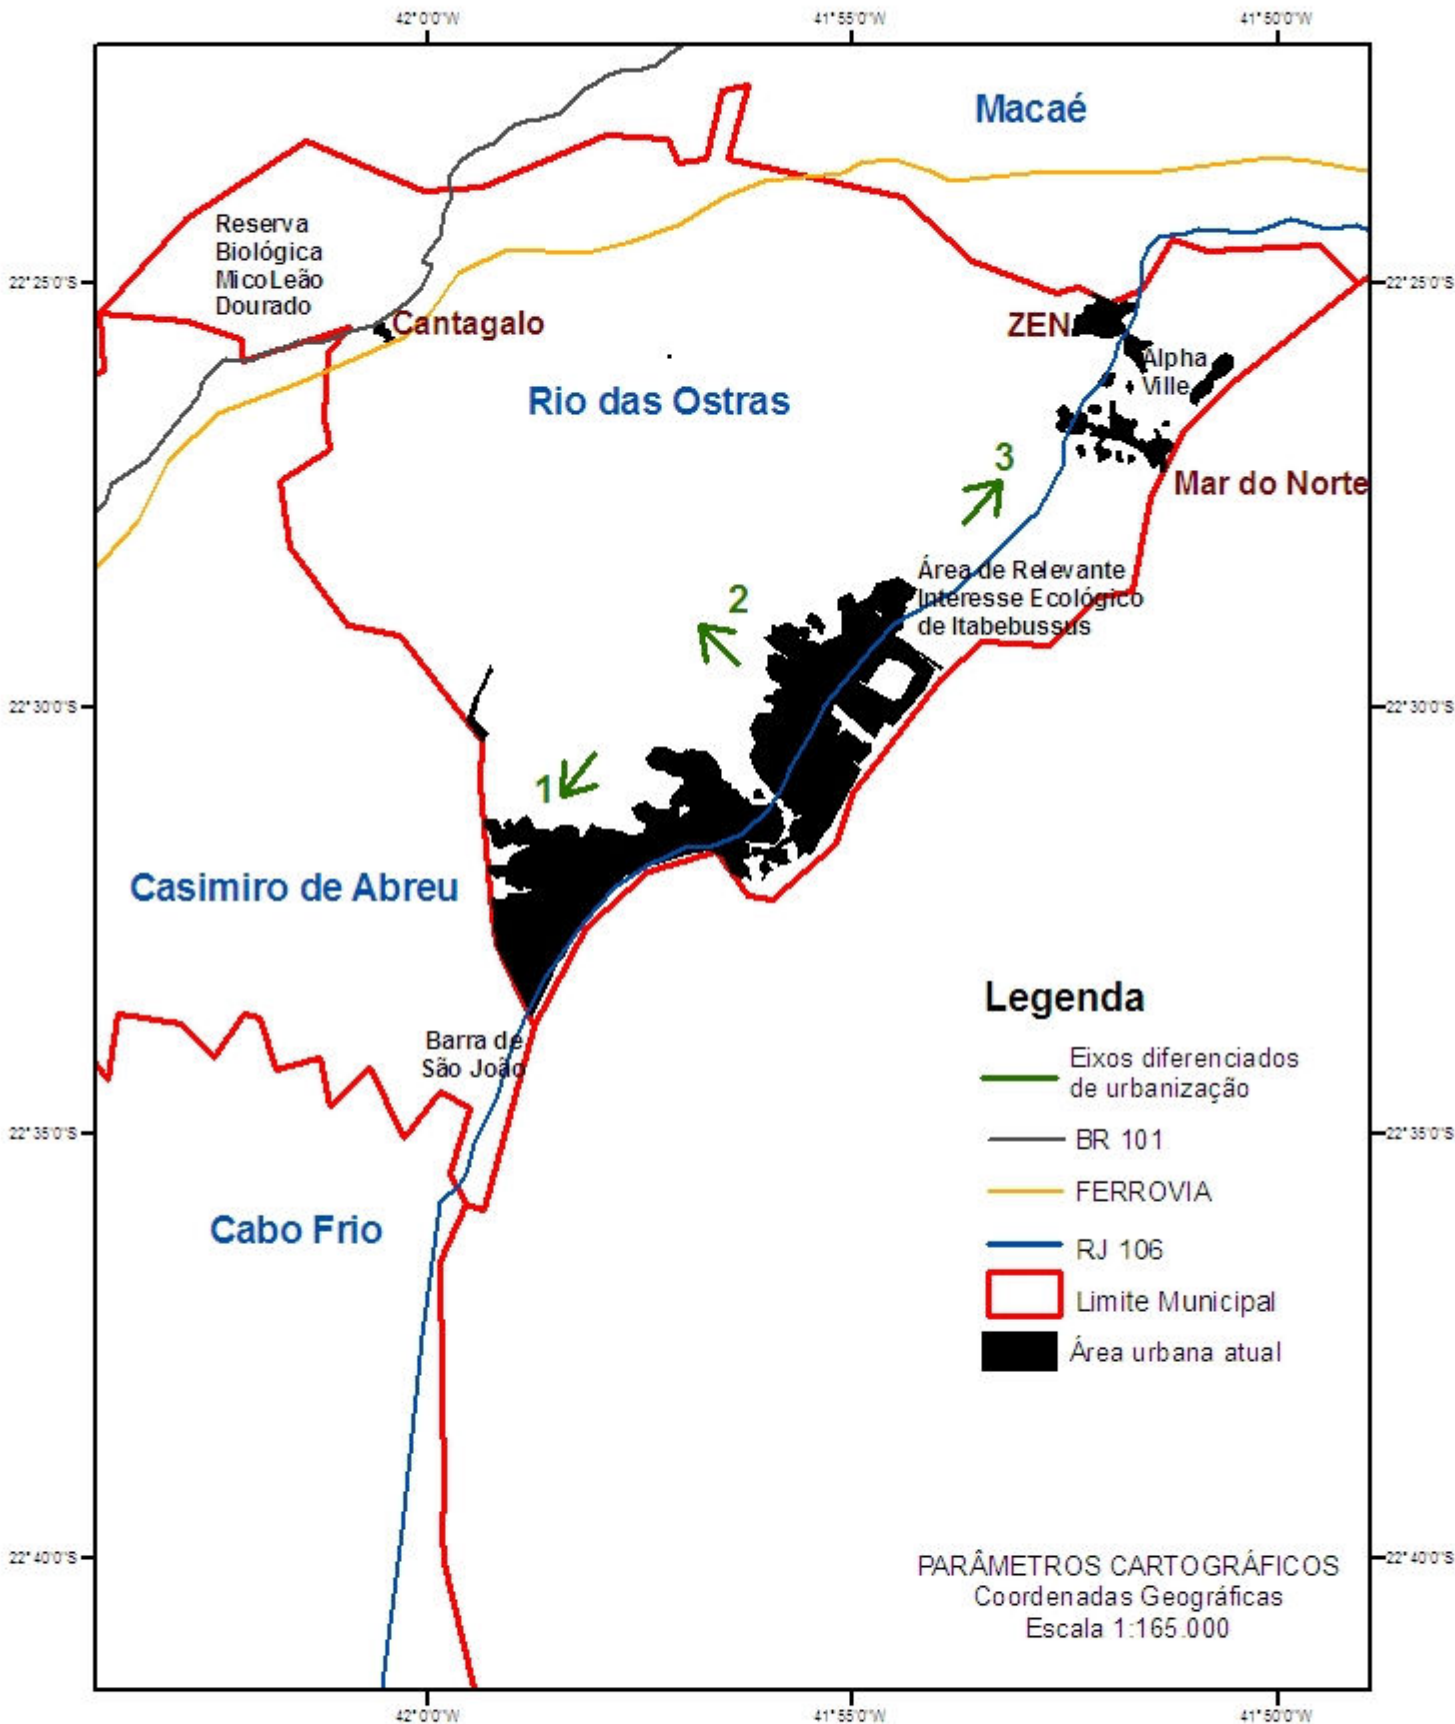 42°0'0"W
41°55'0"W
41°50'0"W
Macaé
Reserva
Biológica
MicoLeão
Dourado
22°25'0"S
22°25'0"S
Cantagalo
ZEN
Alpha
Ville
Rio das Ostras
3
Mar do Norte
Área de Relevante
Interesse Ecológico
de Itabebussus
2
22°30'0"S
22°30'0"S
1
Casimiro de Abreu
Barra de
São João
22°35'0"S
22°35'0"S
Cabo Frio
Legenda
Eixos diferenciados
de urbanização
BR 101
FERROVIA
RJ 106
Limite Municipal
Área urbana atual
22°40'0"S
22°40'0"S
PARÂMETROS CARTOGRÁFICOS
Coordenadas Geográficas
Escala 1:165.000
42°0'0"W
41°55'0"W
41°50'0"W